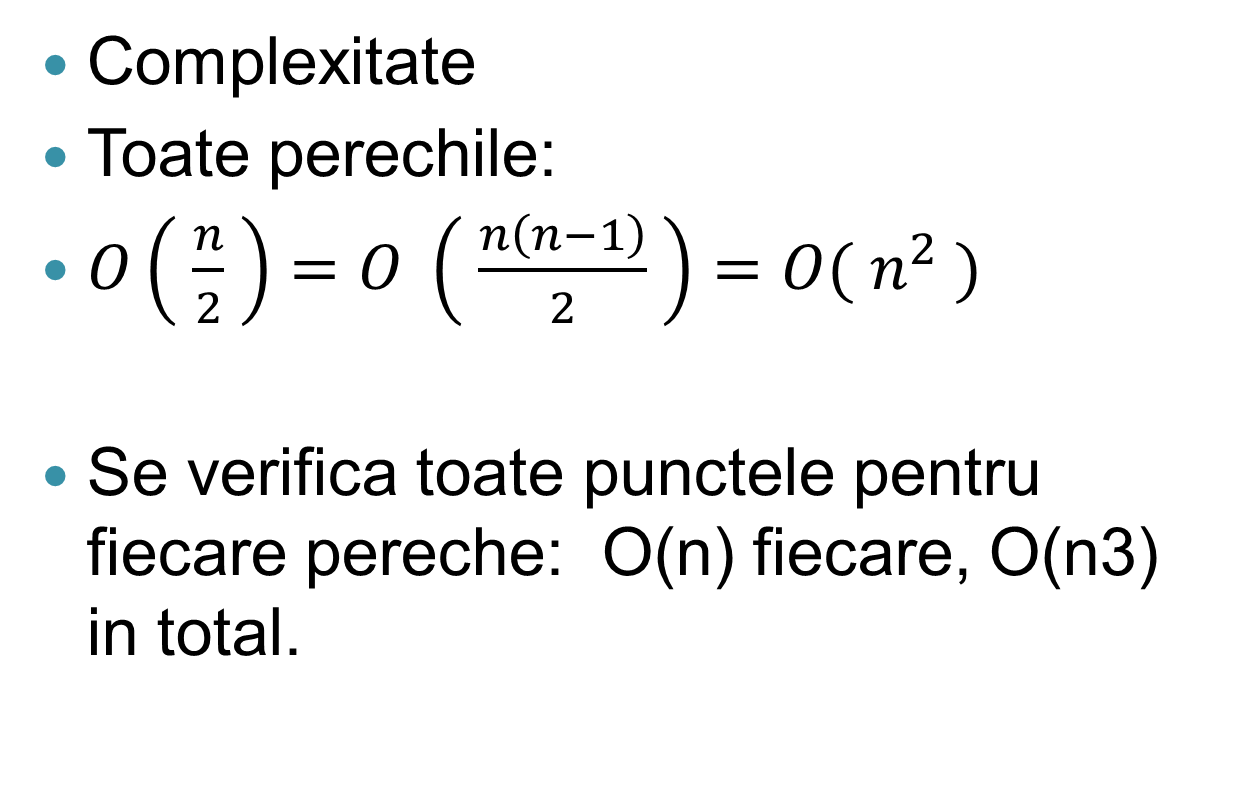 • Complexitate
• Toate perechile:
• O(n/2) = O (n(n−1)/2) = O( n² )
• Se verifica toate punctele pentru
fiecare pereche: O(n) fiecare, O(n3)
in total.